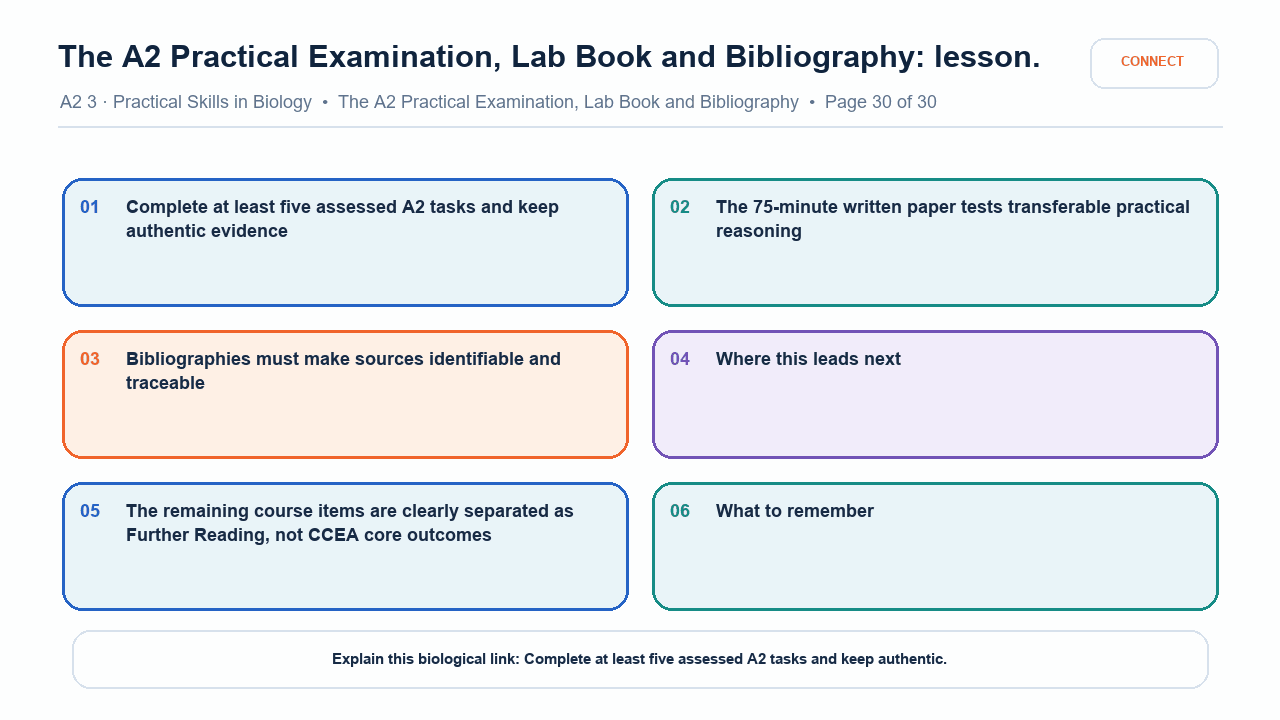 The A2 Practical Examination, Lab Book and Bibliography: lesson.
CONNECT
A2 3 · Practical Skills in Biology • The A2 Practical Examination, Lab Book and Bibliography • Page 30 of 30
01 Complete at least five assessed A2 tasks and keep
authentic evidence
02 The 75-minute written paper tests transferable practical
reasoning
03 Bibliographies must make sources identifiable and
traceable
04 Where this leads next
05 The remaining course items are clearly separated as
Further Reading, not CCEA core outcomes
06 What to remember
Explain this biological link: Complete at least five assessed A2 tasks and keep authentic.